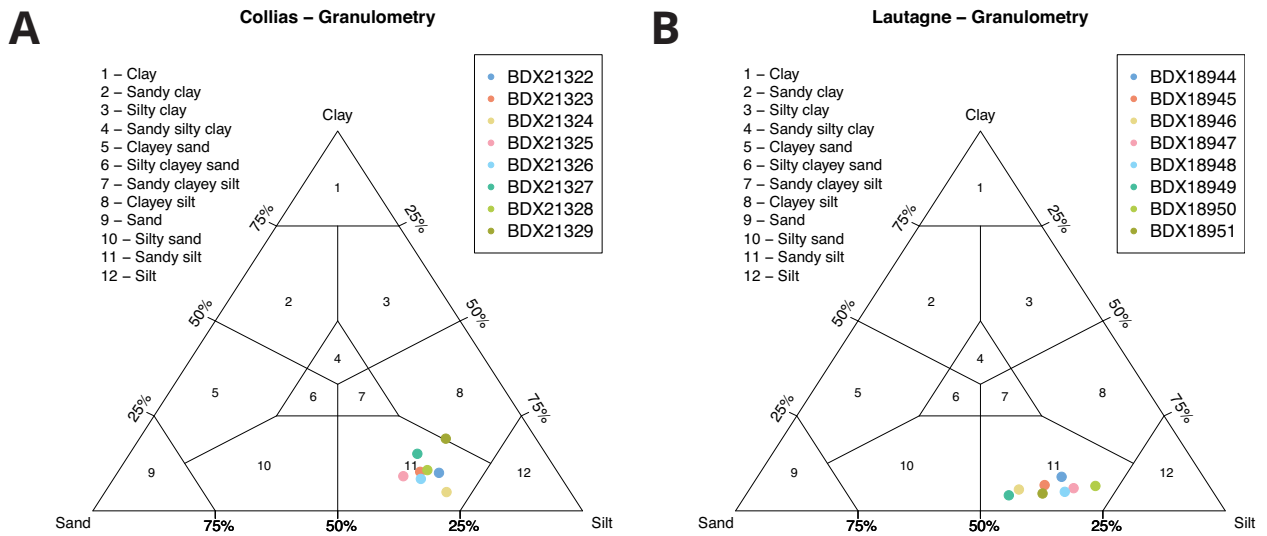 A
Collias – Granulometry
1 – Clay
2 – Sandy clay
3 – Silty clay
4 – Sandy silty clay
5 – Clayey sand
6 – Silty clayey sand
7 – Sandy clayey silt
8 – Clayey silt
9 – Sand
10 – Silty sand
11 – Sandy silt
12 – Silt
BDX21322
BDX21323
BDX21324
BDX21325
BDX21326
BDX21327
BDX21328
BDX21329
Clay
1
75%
25%
2
3
50%
50%
4
5
6
7
8
25%
75%
9
10
11
12
Sand
75%
50%
25%
Silt
B
Lautagne – Granulometry
1 – Clay
2 – Sandy clay
3 – Silty clay
4 – Sandy silty clay
5 – Clayey sand
6 – Silty clayey sand
7 – Sandy clayey silt
8 – Clayey silt
9 – Sand
10 – Silty sand
11 – Sandy silt
12 – Silt
BDX18944
BDX18945
BDX18946
BDX18947
BDX18948
BDX18949
BDX18950
BDX18951
Clay
1
75%
25%
2
3
50%
50%
4
5
6
7
8
25%
75%
9
10
11
12
Sand
75%
50%
25%
Silt